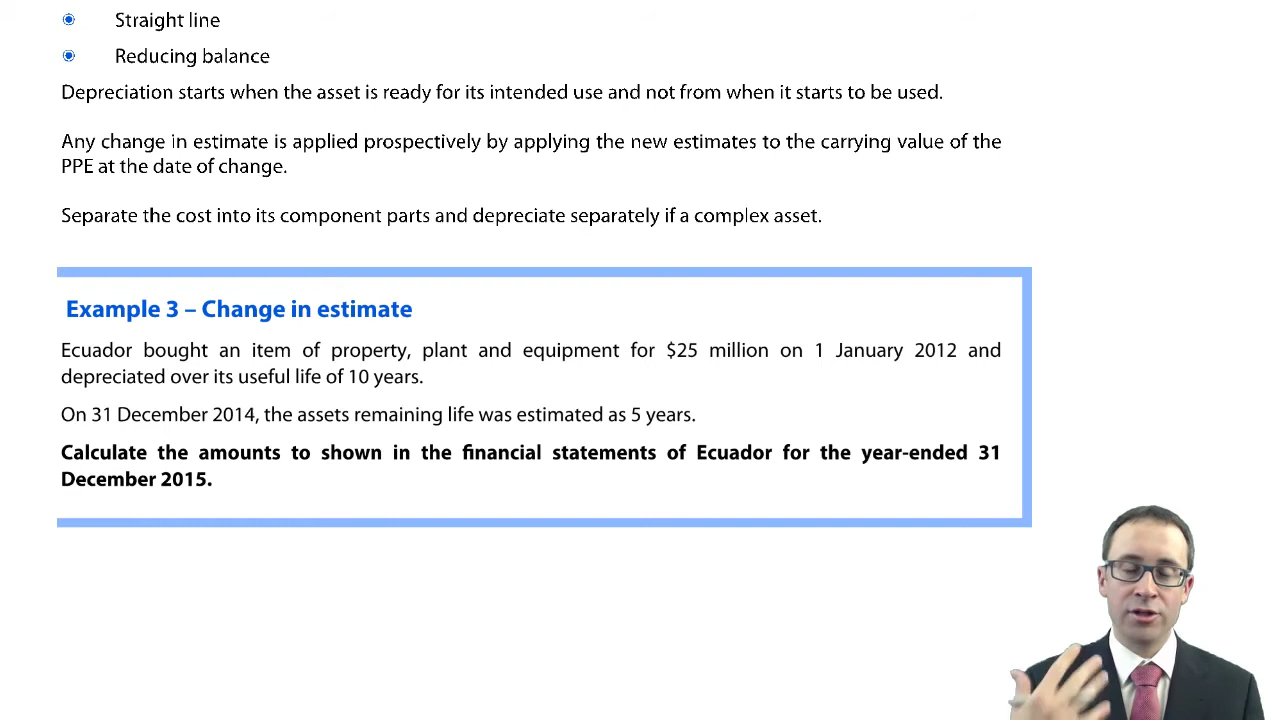 Straight line
Reducing balance
Depreciation starts when the asset is ready for its intended use and not from when it starts to be used.
Any change in estimate is applied prospectively by applying the new estimates to the carrying value of the
PPE at the date of change.
Separate the cost into its component parts and depreciate separately if a complex asset.
Example 3 – Change in estimate
Ecuador bought an item of property, plant and equipment for $25 million on 1 January 2012 and
depreciated over its useful life of 10 years.
On 31 December 2014, the assets remaining life was estimated as 5 years.
Calculate the amounts to shown in the financial statements of Ecuador for the year-ended 31
December 2015.